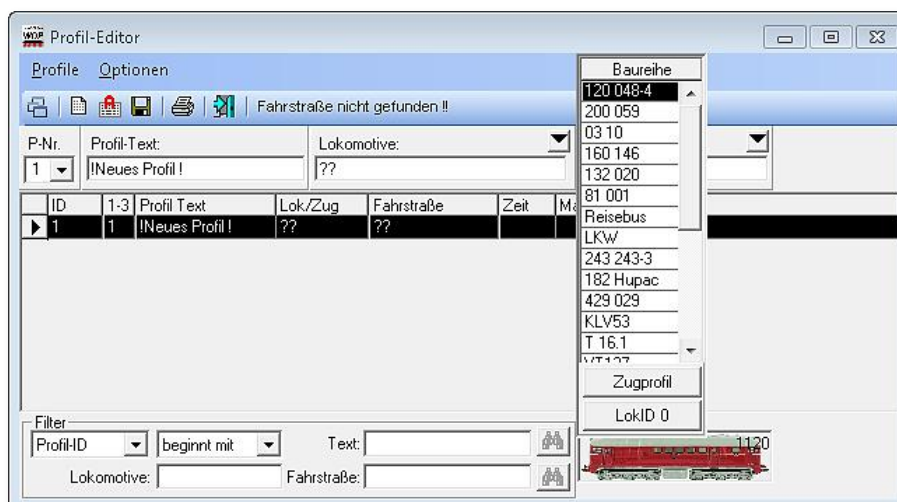 WDP Profil-Editor
Profile Optionen
Fahrstraße nicht gefunden !!
P-Nr. Profil-Text: Lokomotive:
1 !Neues Profil ! ??
ID 1-3 Profil Text Lok/Zug Fahrstraße Zeit Ma
1 1 !Neues Profil ! ?? ??
Baureihe
120 048-4
200 059
03 10
160 146
132 020
81 001
Reisebus
LKW
243 243-3
182 Hupac
429 029
KLV53
T 16.1
VT137
Zugprofil
LokID 0
Filter
Profil-ID beginnt mit Text:
Lokomotive: Fahrstraße:
1120